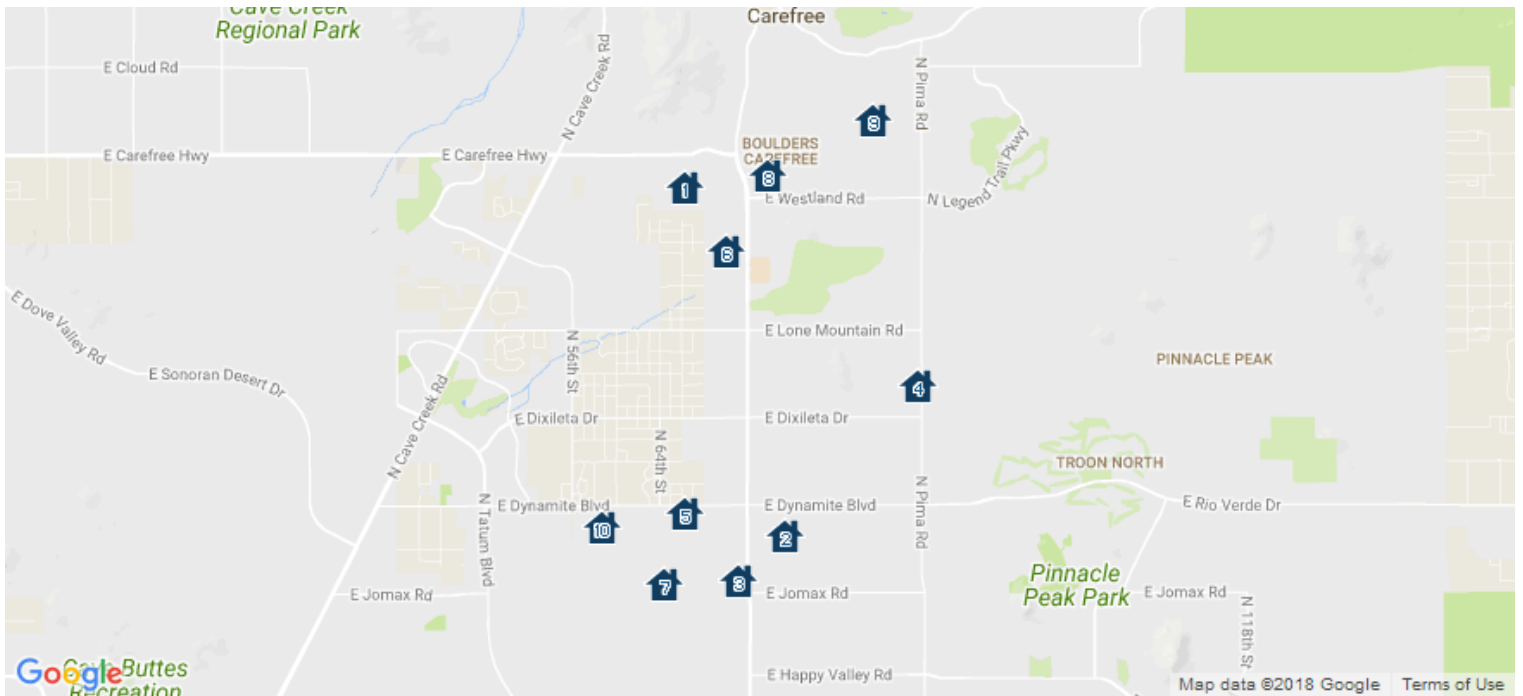 Cave Creek
Regional Park
Carefree
E Cloud Rd
N Cave Creek Rd
N Pima Rd
9
E Carefree Hwy
E Carefree Hwy
BOULDERS
CAREFREE
8
1
E Westland Rd
N Legend Trail Pkwy
6
E Dove Valley Rd
E Lone Mountain Rd
N 56th St
PINNACLE PEAK
E Sonoran Desert Dr
4
N Cave Creek Rd
E Dixileta Dr
E Dixileta Dr
N 64th St
TROON NORTH
E Dynamite Blvd
5
E Dynamite Blvd
E Rio Verde Dr
10
2
N Tatum Blvd
N Pima Rd
7
3
Pinnacle
Peak Park
E Jomax Rd
E Jomax Rd
E Jomax Rd
N 118th St
Google
Cave Buttes
Recreation
E Happy Valley Rd
Map data ©2018 Google
Terms of Use